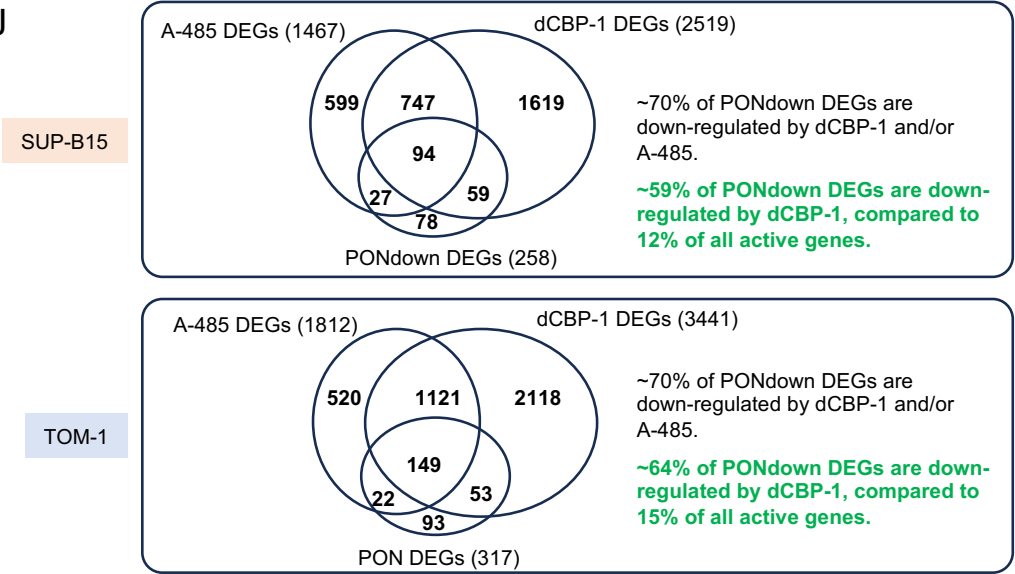 J
SUP-B15
A-485 DEGs (1467)
dCBP-1 DEGs (2519)
599
747
1619
94
27
59
78
PONdown DEGs (258)
~70% of PONdown DEGs are
down-regulated by dCBP-1 and/or
A-485.
~59% of PONdown DEGs are down-
regulated by dCBP-1, compared to
12% of all active genes.
TOM-1
A-485 DEGs (1812)
dCBP-1 DEGs (3441)
520
1121
2118
149
22
53
93
PON DEGs (317)
~70% of PONdown DEGs are
down-regulated by dCBP-1 and/or
A-485.
~64% of PONdown DEGs are down-
regulated by dCBP-1, compared to
15% of all active genes.